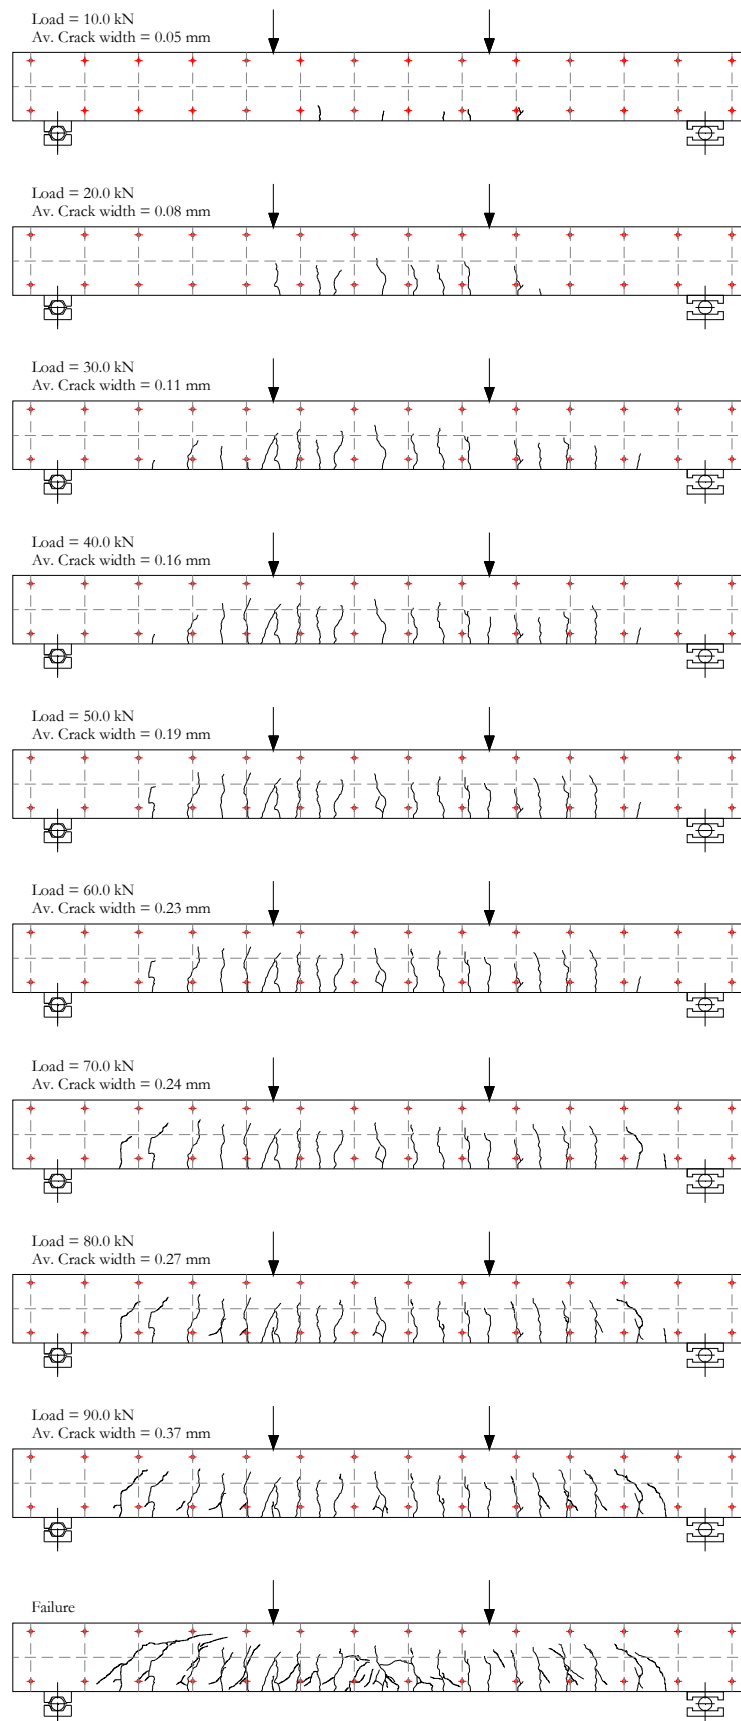 Load = 10.0 kN
Av. Crack width = 0.05 mm
Load = 20.0 kN
Av. Crack width = 0.08 mm
Load = 30.0 kN
Av. Crack width = 0.11 mm
Load = 40.0 kN
Av. Crack width = 0.16 mm
Load = 50.0 kN
Av. Crack width = 0.19 mm
Load = 60.0 kN
Av. Crack width = 0.23 mm
Load = 70.0 kN
Av. Crack width = 0.24 mm
Load = 80.0 kN
Av. Crack width = 0.27 mm
Load = 90.0 kN
Av. Crack width = 0.37 mm
Failure